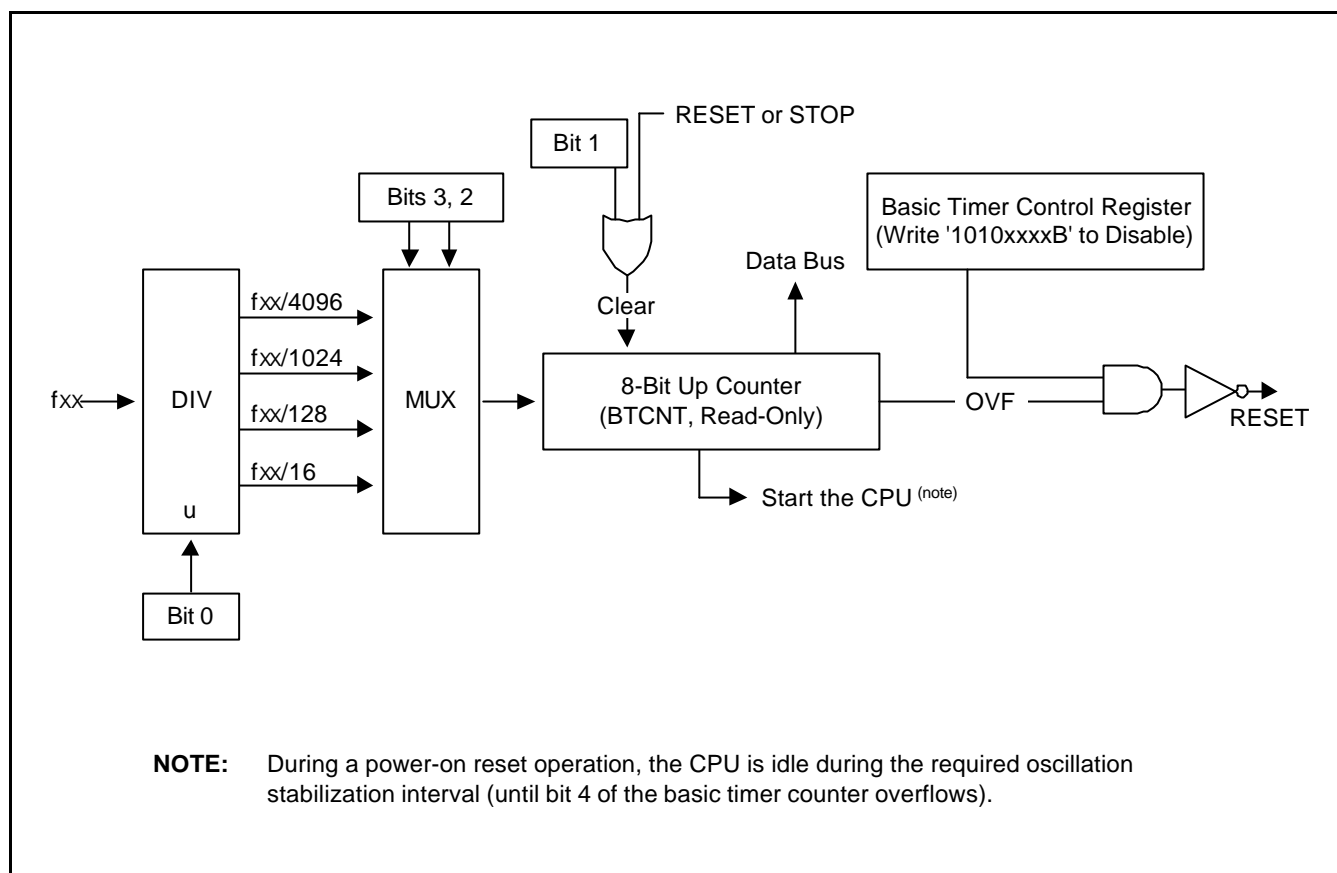 RESET or STOP
Bit 1
Bits 3, 2
Basic Timer Control Register
(Write '1010xxxxB' to Disable)
Data Bus
Clear
fxx/4096
fxx/1024
fxx/128
fxx/16
fxx
DIV
u
MUX
8-Bit Up Counter
(BTCNT, Read-Only)
OVF
RESET
Start the CPU (note)
Bit 0
NOTE: During a power-on reset operation, the CPU is idle during the required oscillation
stabilization interval (until bit 4 of the basic timer counter overflows).